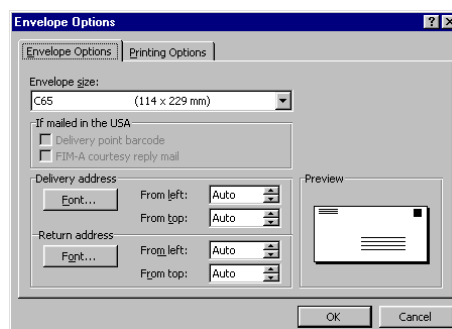 Envelope Options
Envelope Options Printing Options
Envelope size:
C65 (114 x 229 mm)
If mailed in the USA
Delivery point barcode
FIM-A courtesy reply mail
Delivery address
Font... From left: Auto
From top: Auto
Return address
Font... From left: Auto
From top: Auto
Preview
OK Cancel